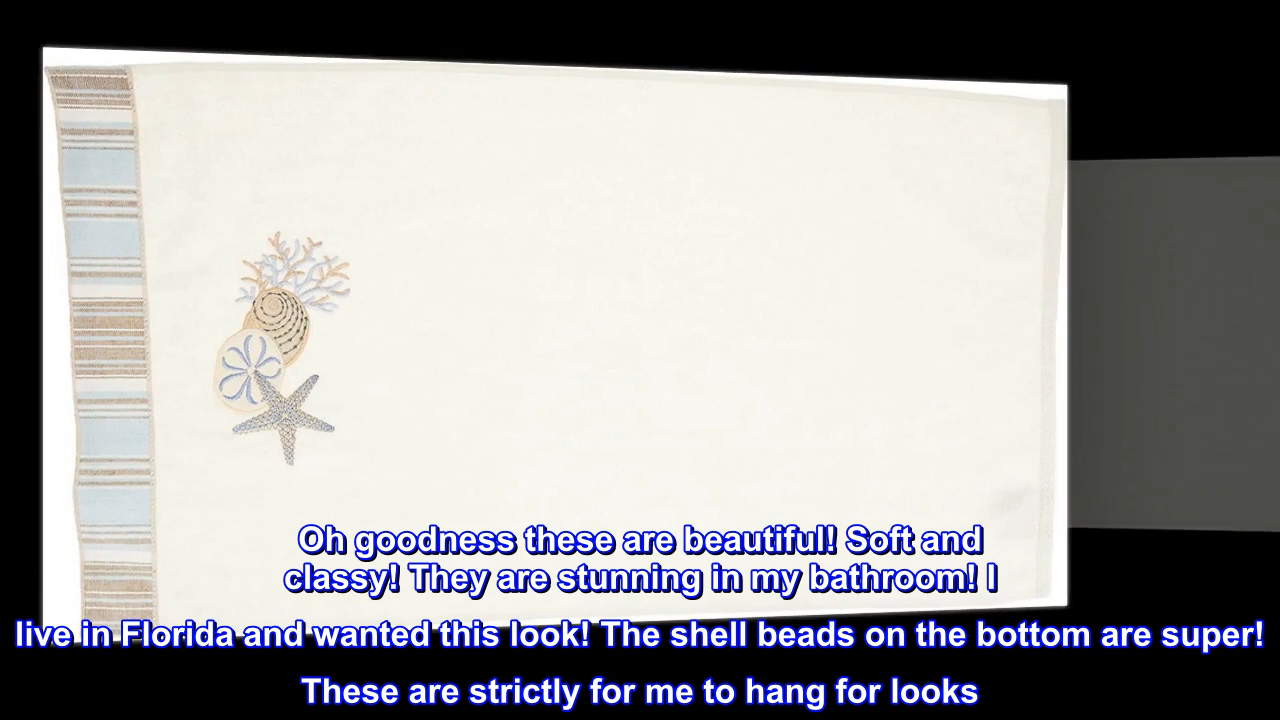 Oh goodness these are beautiful! Soft and
classy! They are stunning in my bathroom! I
live in Florida and wanted this look! The shell beads on the bottom are super!
These are strictly for me to hang for looks